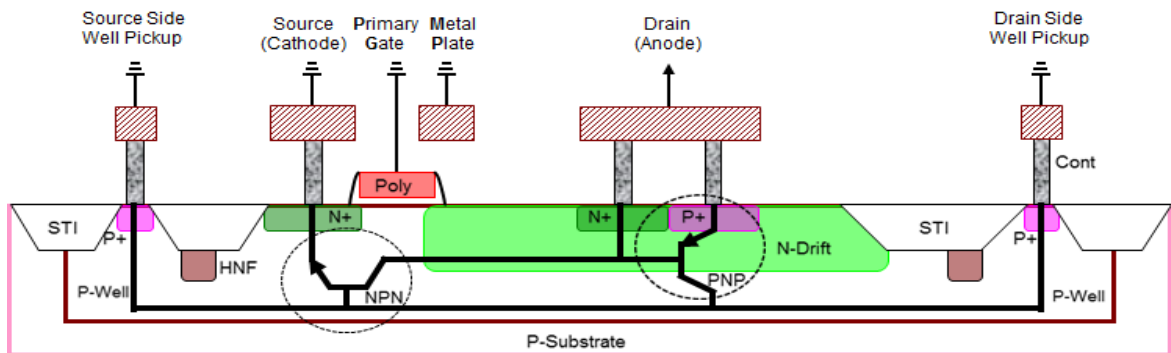 Source Side
Well Pickup
Source
(Cathode)
Primary
Gate
Metal
Plate
Drain
(Anode)
Drain Side
Well Pickup
Cont
Poly
STI
P+
N+
N+
P+
STI
P+
HNF
NPN
N-Drift
PNP
P-Well
P-Well
P-Substrate